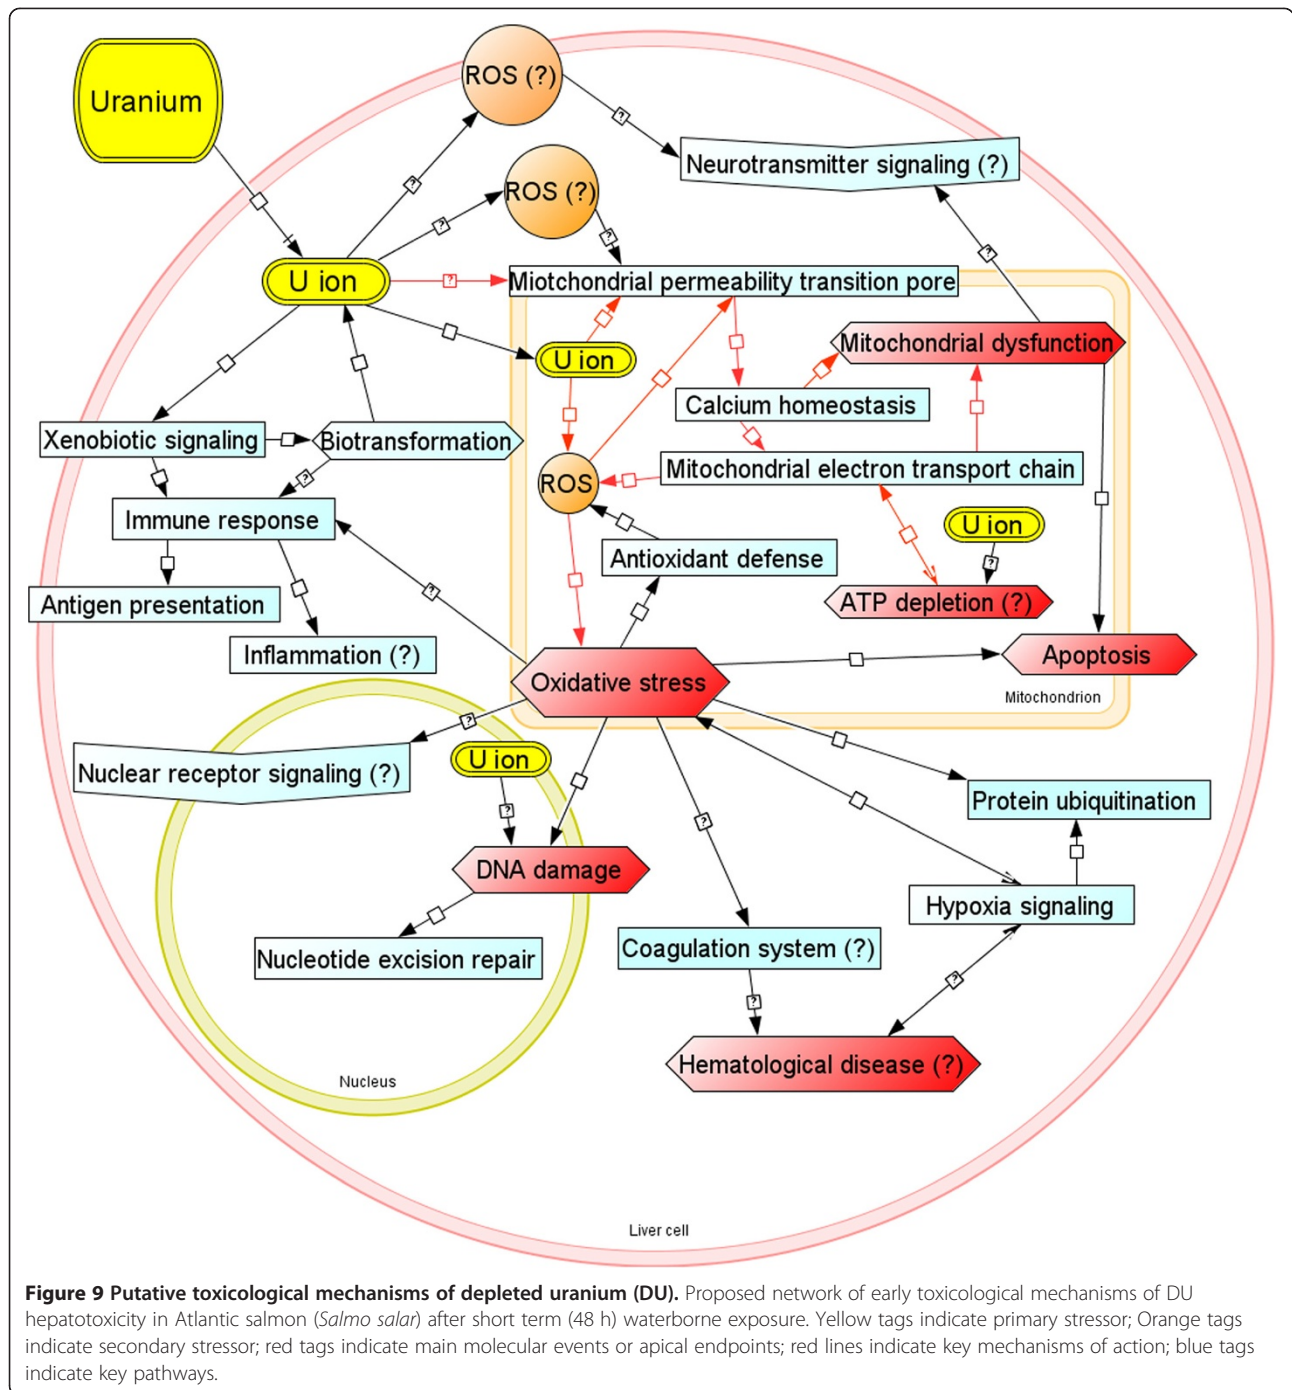 Uranium
ROS (?)
Neurotransmitter signaling (?)
ROS (?)
U ion
Miotchondrial permeability transition pore
U ion
Mitochondrial dysfunction
Calcium homeostasis
Xenobiotic signaling
Biotransformation
Mitochondrial electron transport chain
ROS
Immune response
U ion
Antioxidant defense
Antigen presentation
ATP depletion (?)
Inflammation (?)
Apoptosis
Oxidative stress
Mitochondrion
Nuclear receptor signaling (?)
U ion
Protein ubiquitination
DNA damage
Hypoxia signaling
Nucleotide excision repair
Coagulation system (?)
Hematological disease (?)
Nucleus
Liver cell
?
?
?
?
?
?
?
?
?
?
?
?
?
?
Figure 9 Putative toxicological mechanisms of depleted uranium (DU). Proposed network of early toxicological mechanisms of DU
hepatotoxicity in Atlantic salmon (Salmo salar) after short term (48 h) waterborne exposure. Yellow tags indicate primary stressor; Orange tags
indicate secondary stressor; red tags indicate main molecular events or apical endpoints; red lines indicate key mechanisms of action; blue tags
indicate key pathways.